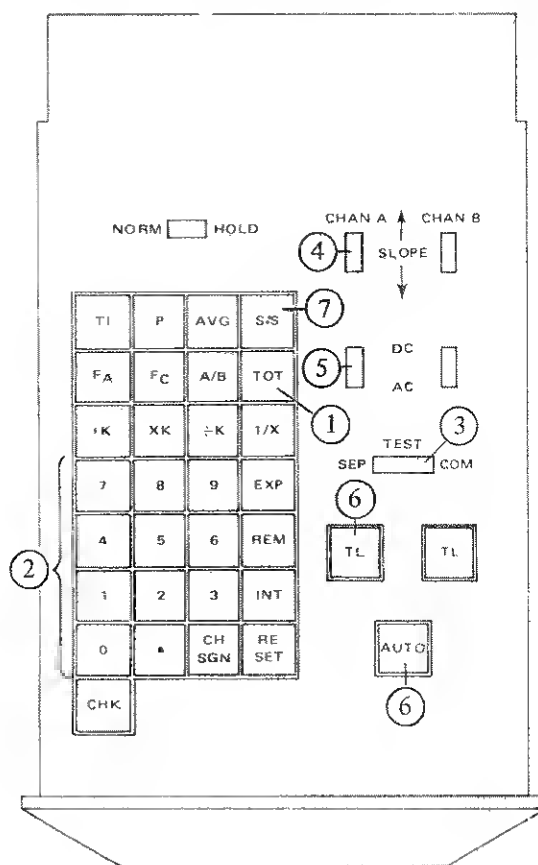 CHAN A CHAN B
NORM HOLD
④ SLOPE
TI P AVG S/S ⑦
FA FC A/B TOT ⑤ DC
AC
①
+K XK ÷K 1/X TEST ③
SEP COM
7 8 9 EXP ⑥
② 4 5 6 REM TL TL
1 2 3 INT
0 . CH SGN RE SET AUTO
CHK ⑥